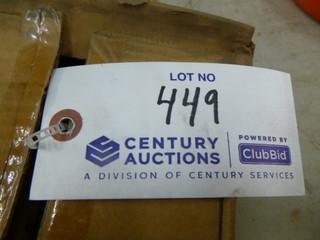 LOT NO
449
CENTURY
AUCTIONS
POWERED BY
ClubBid
A DIVISION OF CENTURY SERVICES